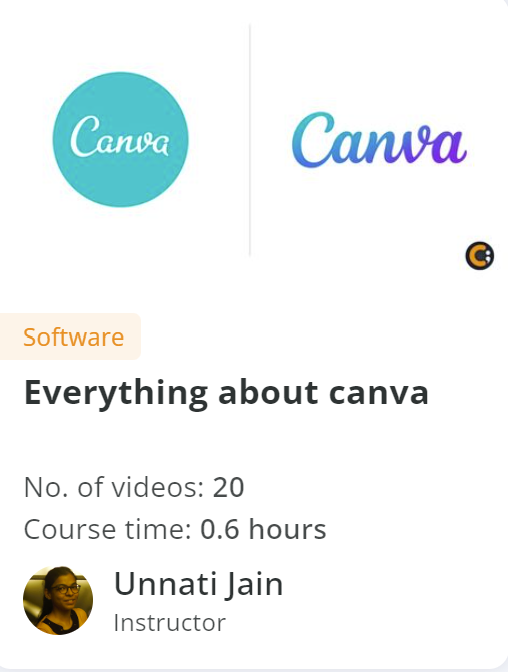 Canva
Canva
Software
Everything about canva
No. of videos: 20
Course time: 0.6 hours
Unnati Jain
Instructor